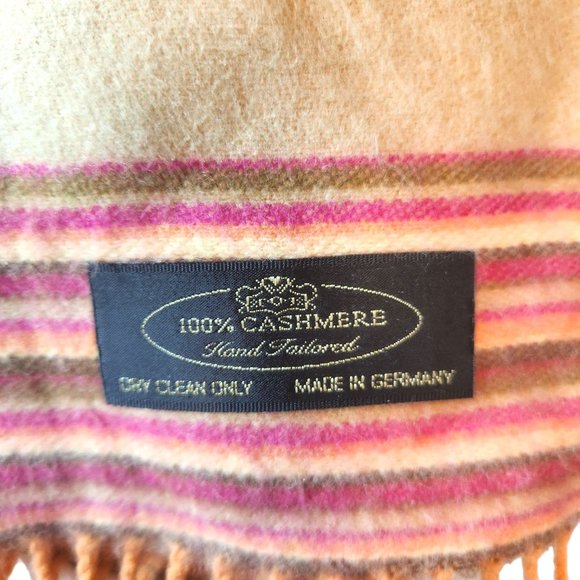 100% CASHMERE
Hand Tailored
DRY CLEAN ONLY MADE IN GERMANY